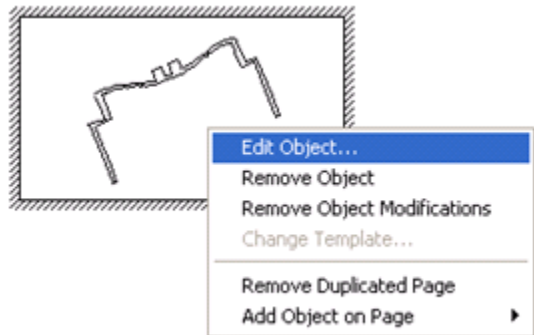 Edit Object...
Remove Object
Remove Object Modifications
Change Template...
Remove Duplicated Page
Add Object on Page